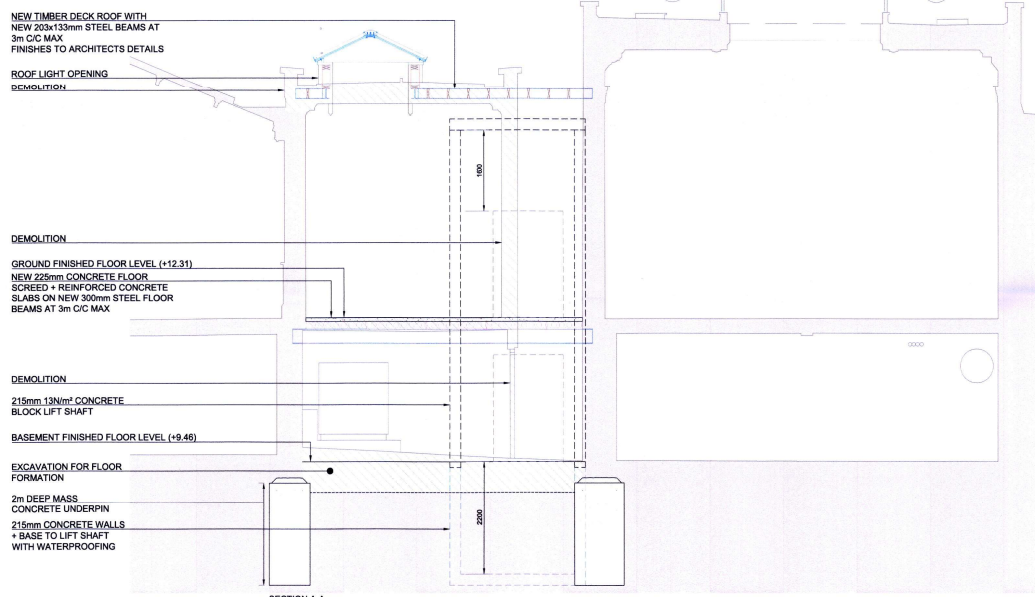 NEW TIMBER DECK ROOF WITH
NEW 203x133mm STEEL BEAMS AT
3m C/C MAX
FINISHES TO ARCHITECTS DETAILS
ROOF LIGHT OPENING
DEMOLITION
1600
DEMOLITION
GROUND FINISHED FLOOR LEVEL (+12.31)
NEW 225mm CONCRETE FLOOR
SCREED + REINFORCED CONCRETE
SLABS ON NEW 300mm STEEL FLOOR
BEAMS AT 3m C/C MAX
DEMOLITION
215mm 13N/m² CONCRETE
BLOCK LIFT SHAFT
BASEMENT FINISHED FLOOR LEVEL (+9.46)
EXCAVATION FOR FLOOR
FORMATION
2m DEEP MASS
CONCRETE UNDERPIN
2200
215mm CONCRETE WALLS
+ BASE TO LIFT SHAFT
WITH WATERPROOFING